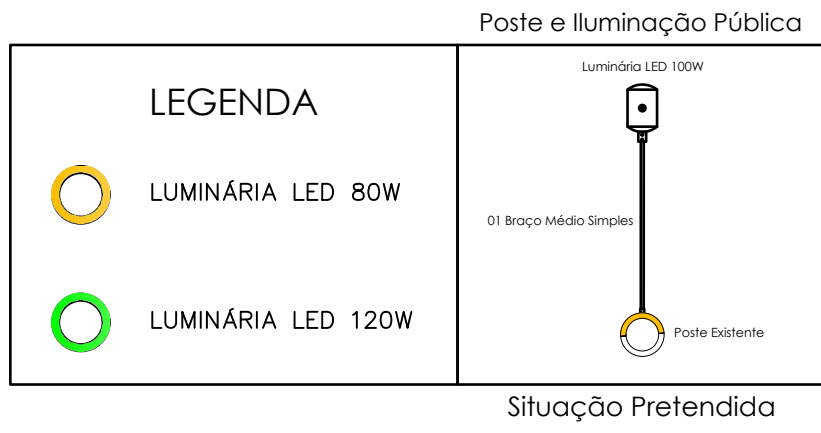 Poste e Iluminação Pública
LEGENDA
LUMINÁRIA LED 80W
LUMINÁRIA LED 120W
Luminária LED 100W
01 Braço Médio Simples
Poste Existente
Situação Pretendida